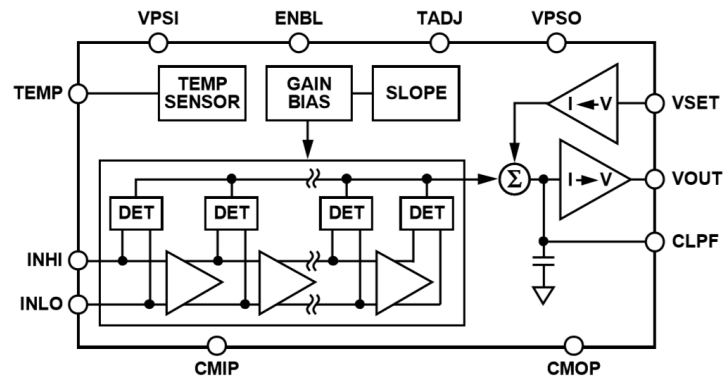 VPSI ENBL TADJ VPSO
TEMP
TEMP SENSOR
GAIN BIAS
SLOPE
I V
VSET
Σ
I V
VOUT
DET DET DET DET
CLPF
INHI
INLO
CMIP CMOP